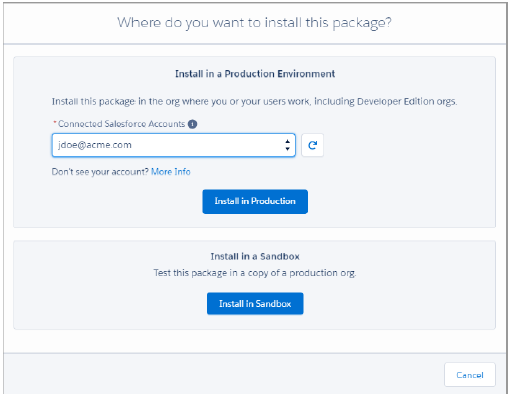 Where do you want to install this package?
Install in a Production Environment
Install this package in the org where you or your users work, including Developer Edition orgs.
* Connected Salesforce Accounts
jdoe@acme.com
Don't see your account? More Info
Install in Production
Install in a Sandbox
Test this package in a copy of a production org.
Install in Sandbox
Cancel